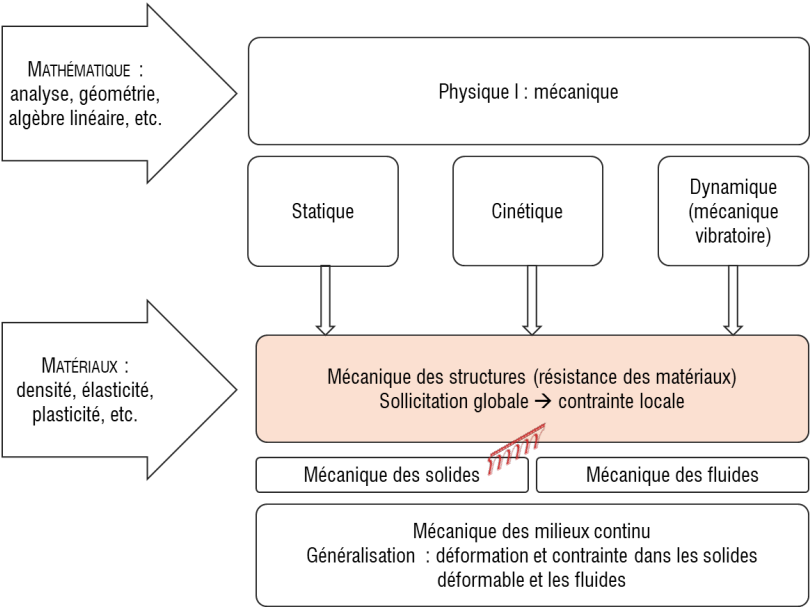 MATHÉMATIQUE :
analyse, géométrie,
algèbre linéaire, etc.
Physique I : mécanique
Statique
Cinétique
Dynamique
(mécanique
vibratoire)
MATÉRIAUX :
densité, élasticité,
plasticité, etc.
Mécanique des structures (résistance des matériaux)
Sollicitation globale → contrainte locale
Mécanique des solides
Mécanique des fluides
Mécanique des milieux continu
Généralisation : déformation et contrainte dans les solides
déformable et les fluides